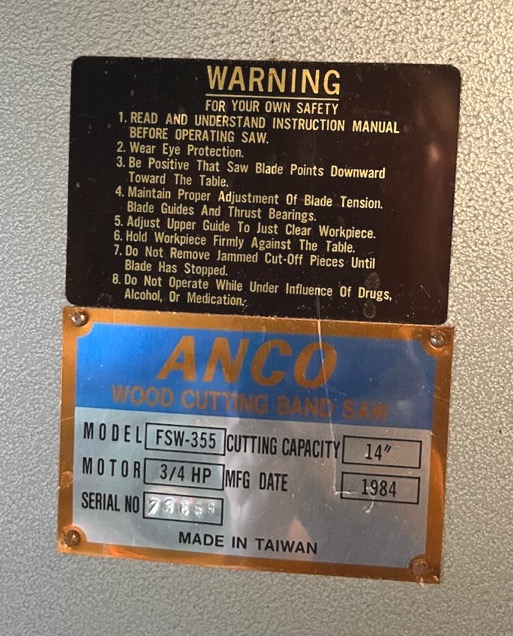 WARNING
FOR YOUR OWN SAFETY
1. READ AND UNDERSTAND INSTRUCTION MANUAL
BEFORE OPERATING SAW.
2. Wear Eye Protection.
3. Be Positive That Saw Blade Points Downward
Toward The Table.
4. Maintain Proper Adjustment Of Blade Tension.
Blade Guides And Thrust Bearings.
5. Adjust Upper Guide To Just Clear Workpiece.
6. Hold Workpiece Firmly Against The Table.
7. Do Not Remove Jammed Cut-Off Pieces Until
Blade Has Stopped.
8. Do Not Operate While Under Influence Of Drugs,
Alcohol, Or Medication.
ANCO
WOOD CUTTING BAND SAW
MODEL FSW-355 CUTTING CAPACITY 14"
MOTOR 3/4 HP MFG DATE 1984
SERIAL NO
MADE IN TAIWAN